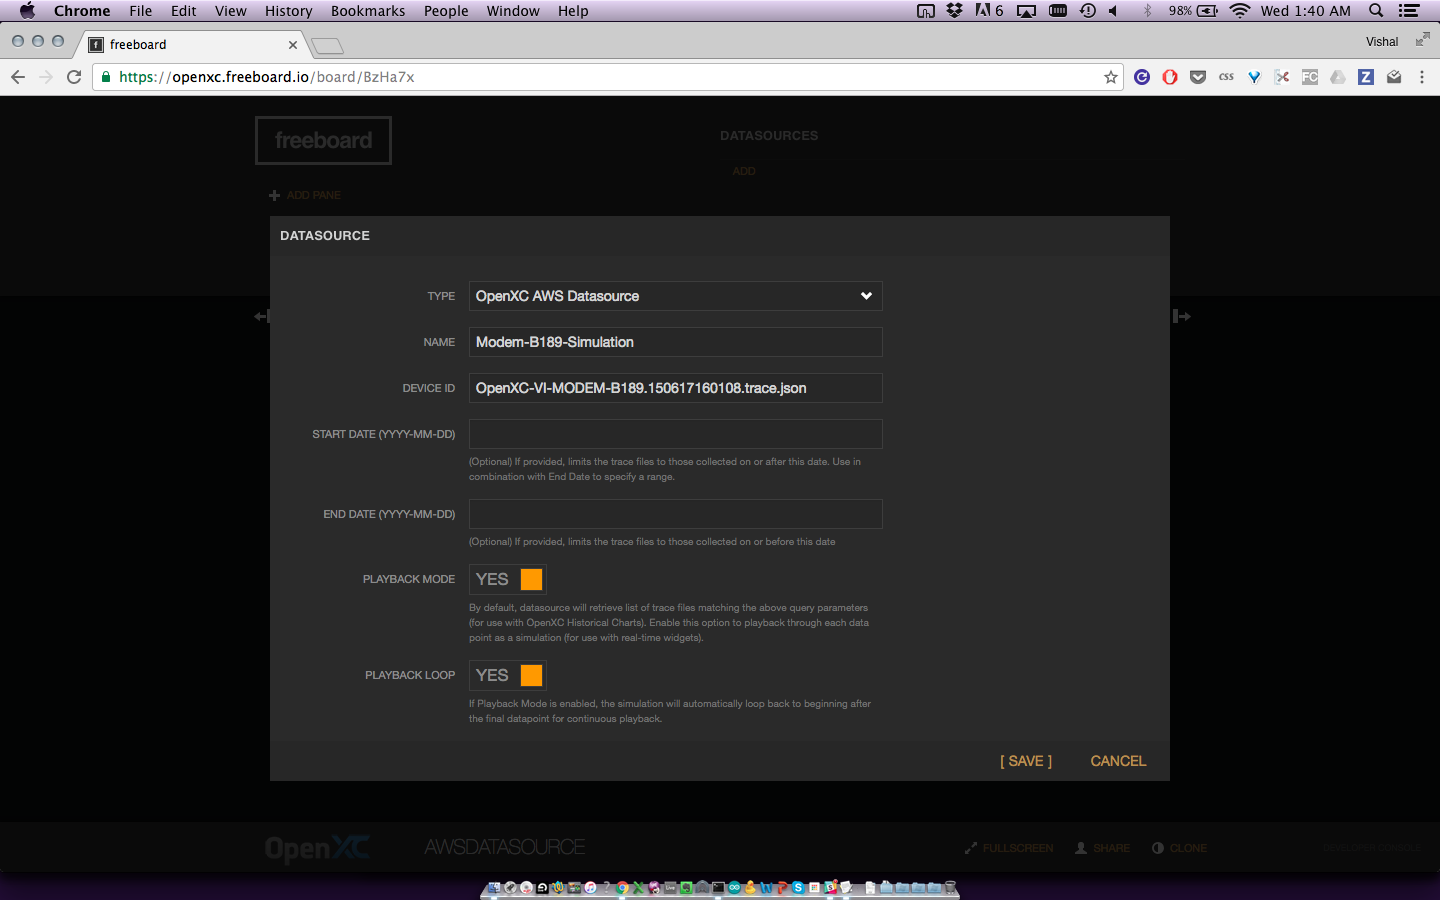 Chrome File Edit View History Bookmarks People Window Help 6 98% Wed 1:40 AM
freeboard Vishal
https://openxc.freeboard.io/board/BzHa7x css FC Z
freeboard
DATASOURCES
ADD
ADD PANE
DATASOURCE
TYPE OpenXC AWS Datasource
NAME Modem-B189-Simulation
DEVICE ID OpenXC-VI-MODEM-B189.150617160108.trace.json
START DATE (YYYY-MM-DD)
(Optional) If provided, limits the trace files to those collected on or after this date. Use in
combination with End Date to specify a range.
END DATE (YYYY-MM-DD)
(Optional) If provided, limits the trace files to those collected on or before this date
PLAYBACK MODE YES
By default, datasource will retrieve list of trace files matching the above query parameters
(for use with OpenXC Historical Charts). Enable this option to playback through each data
point as a simulation (for use with real-time widgets).
PLAYBACK LOOP YES
If Playback Mode is enabled, the simulation will automatically loop back to beginning after
the final datapoint for continuous playback.
[ SAVE ] CANCEL
OpenXC AWSDATASOURCE FULLSCREEN SHARE CLONE